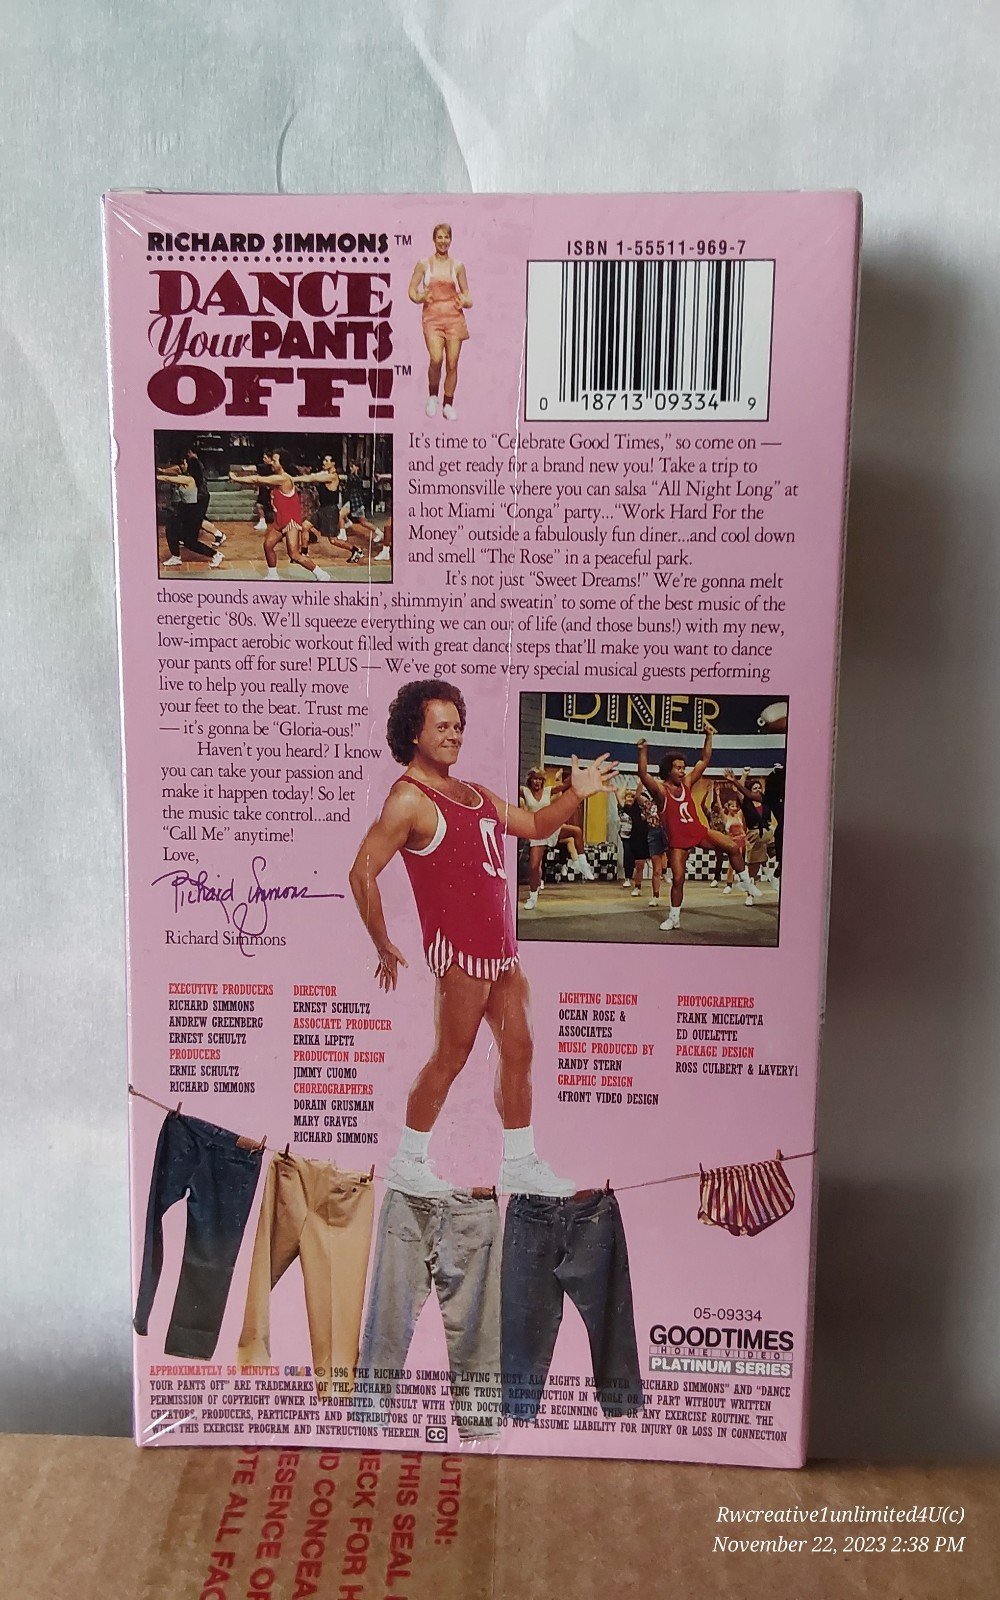 RICHARD SIMMONS™
DANCE
Your PANTS
OFF!™
ISBN 1-55511-969-7
0 18713 09334 9
It's time to "Celebrate Good Times," so come on —
and get ready for a brand new you! Take a trip to
Simmonsville where you can salsa "All Night Long" at
a hot Miami "Conga" party..."Work Hard For the
Money" outside a fabulously fun diner...and cool down
and smell "The Rose" in a peaceful park.
It's not just "Sweet Dreams!" We're gonna melt
those pounds away while shakin', shimmyin' and sweatin' to some of the best music of the
energetic '80s. We'll squeeze everything we can out of life (and those buns!) with my new,
low-impact aerobic workout filled with great dance steps that'll make you want to dance
your pants off for sure! PLUS — We've got some very special musical guests performing
live to help you really move
your feet to the beat. Trust me
— it's gonna be "Gloria-ous!"
Haven't you heard? I know
you can take your passion and
make it happen today! So let
the music take control...and
"Call Me" anytime!
Love,
Richard Simmons
Richard Simmons
DINER
EXECUTIVE PRODUCERS
RICHARD SIMMONS
ANDREW GREENBERG
ERNEST SCHULTZ
PRODUCERS
ERNIE SCHULTZ
RICHARD SIMMONS
DIRECTOR
ERNEST SCHULTZ
ASSOCIATE PRODUCER
ERIKA LIPETZ
PRODUCTION DESIGN
JIMMY CUOMO
CHOREOGRAPHERS
DORAIN GRUSMAN
MARY GRAVES
RICHARD SIMMONS
LIGHTING DESIGN
OCEAN ROSE &
ASSOCIATES
MUSIC PRODUCED BY
RANDY STERN
GRAPHIC DESIGN
4FRONT VIDEO DESIGN
PHOTOGRAPHERS
FRANK MICELOTTA
ED OUELETTE
PACKAGE DESIGN
ROSS CULBERT & LAVERY
05-09334
GOODTIMES
HOME VIDEO
PLATINUM SERIES
APPROXIMATELY 56 MINUTES COLOR © 1996 THE RICHARD SIMMONS LIVING TRUST. ALL RIGHTS RESERVED. "RICHARD SIMMONS" AND "DANCE
YOUR PANTS OFF" ARE TRADEMARKS OF THE RICHARD SIMMONS LIVING TRUST. REPRODUCTION IN WHOLE OR IN PART WITHOUT WRITTEN
PERMISSION OF COPYRIGHT OWNER IS PROHIBITED. CONSULT WITH YOUR DOCTOR BEFORE BEGINNING THIS OR ANY EXERCISE ROUTINE. THE
CREATOR, PRODUCERS, PARTICIPANTS AND DISTRIBUTORS OF THIS PROGRAM DO NOT ASSUME LIABILITY FOR INJURY OR LOSS IN CONNECTION
WITH THIS EXERCISE PROGRAM AND INSTRUCTIONS THEREIN. CC
UTION:
THIS SEAL
ECK FOR H
D CONCEA
ESENCE OF
TE ALL FAC
Rwcreative1unlimited4U(c)
November 22, 2023 2:38 PM